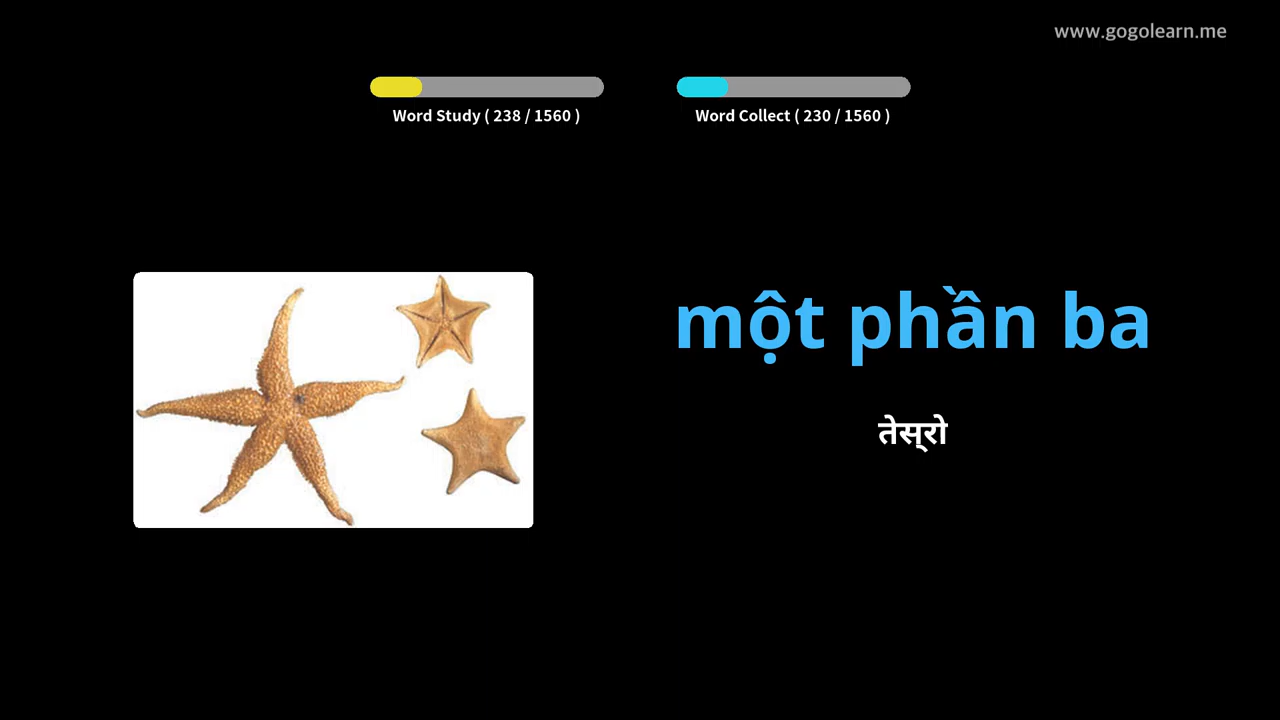 www.gogolearn.me
Word Study ( 238 / 1560 )
Word Collect ( 230 / 1560 )
một phần ba
तेस्रो